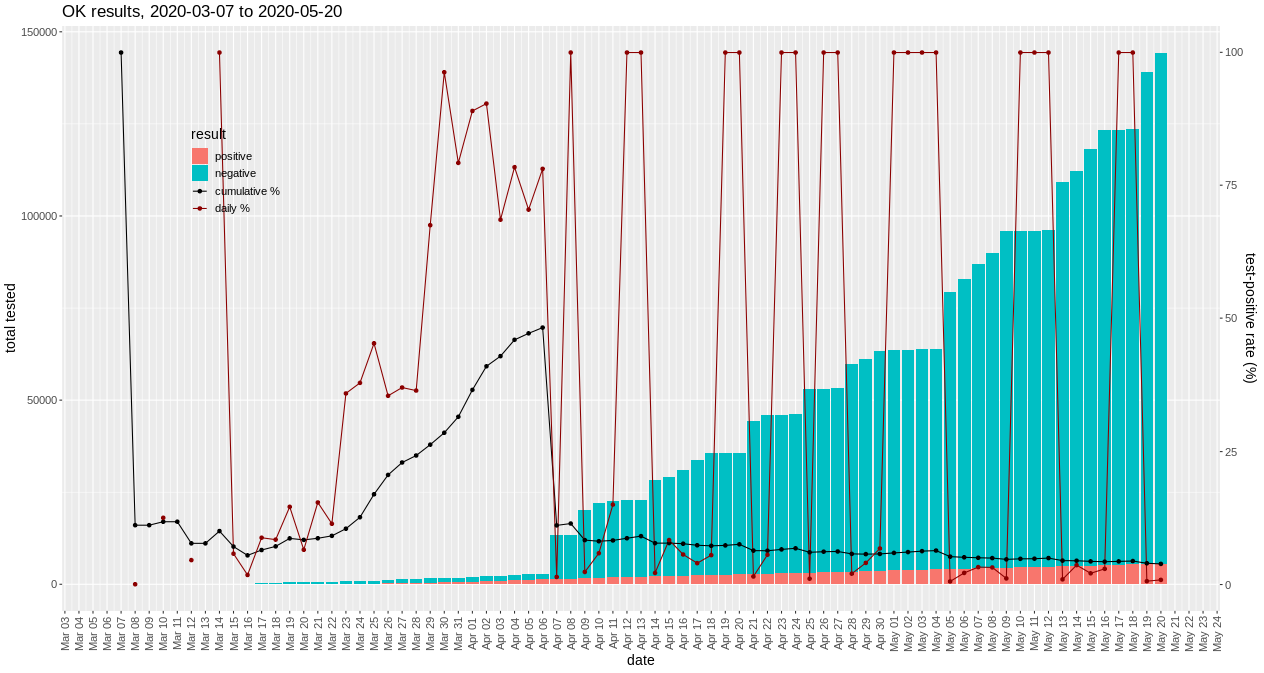 OK results, 2020-03-07 to 2020-05-20
150000
100000
50000
0
total tested
result
positive
negative
cumulative %
daily %
100
75
50
25
0
test-positive rate (%)
Mar 03
Mar 04
Mar 05
Mar 06
Mar 07
Mar 08
Mar 09
Mar 10
Mar 11
Mar 12
Mar 13
Mar 14
Mar 15
Mar 16
Mar 17
Mar 18
Mar 19
Mar 20
Mar 21
Mar 22
Mar 23
Mar 24
Mar 25
Mar 26
Mar 27
Mar 28
Mar 29
Mar 30
Mar 31
Apr 01
Apr 02
Apr 03
Apr 04
Apr 05
Apr 06
Apr 07
Apr 08
Apr 09
Apr 10
Apr 11
Apr 12
Apr 13
Apr 14
Apr 15
Apr 16
Apr 17
Apr 18
Apr 19
Apr 20
Apr 21
Apr 22
Apr 23
Apr 24
Apr 25
Apr 26
Apr 27
Apr 28
Apr 29
Apr 30
May 01
May 02
May 03
May 04
May 05
May 06
May 07
May 08
May 09
May 10
May 11
May 12
May 13
May 14
May 15
May 16
May 17
May 18
May 19
May 20
May 21
May 22
May 23
May 24
date